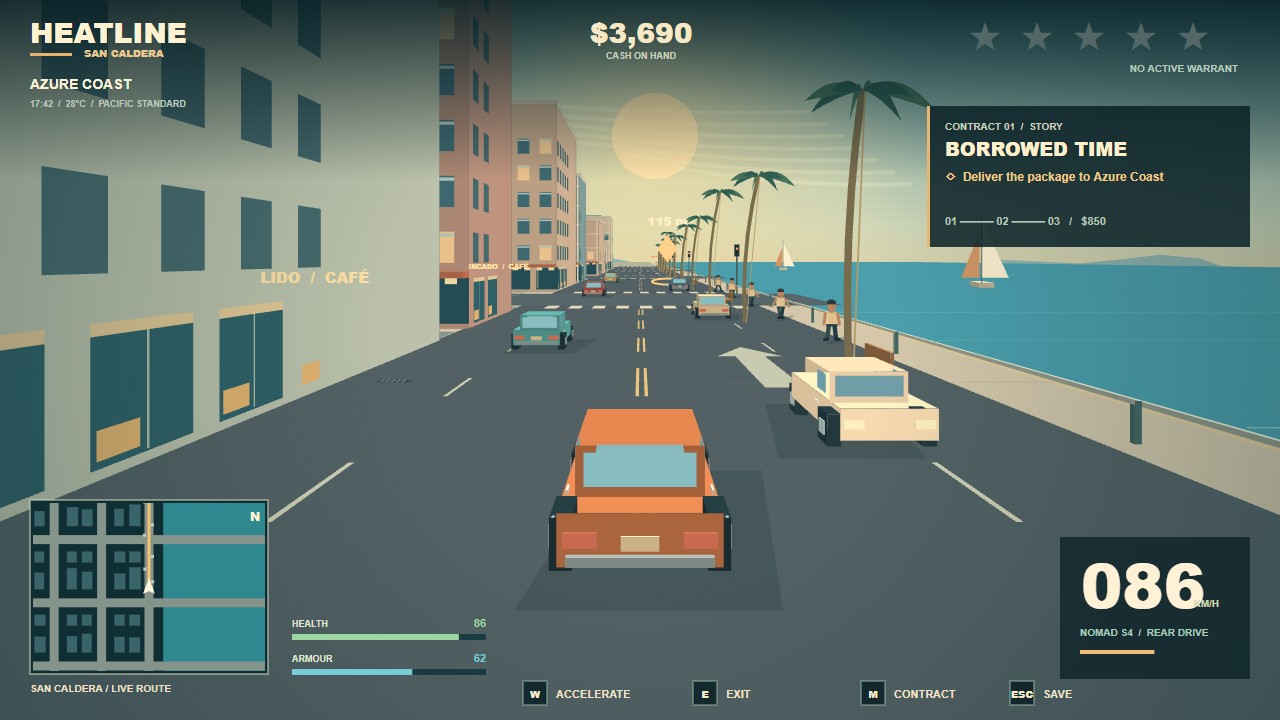 HEATLINE
SAN CALDERA
AZURE COAST
17:42 / 28°C / PACIFIC STANDARD
$3,690
CASH ON HAND
NO ACTIVE WARRANT
CONTRACT 01 / STORY
BORROWED TIME
Deliver the package to Azure Coast
01 02 03 / $850
115 m
LIDO / CAFÉ
ERCADO / CAFÉ
N
SAN CALDERA / LIVE ROUTE
HEALTH 86
ARMOUR 62
086 KM/H
NOMAD S4 / REAR DRIVE
W ACCELERATE E EXIT M CONTRACT ESC SAVE